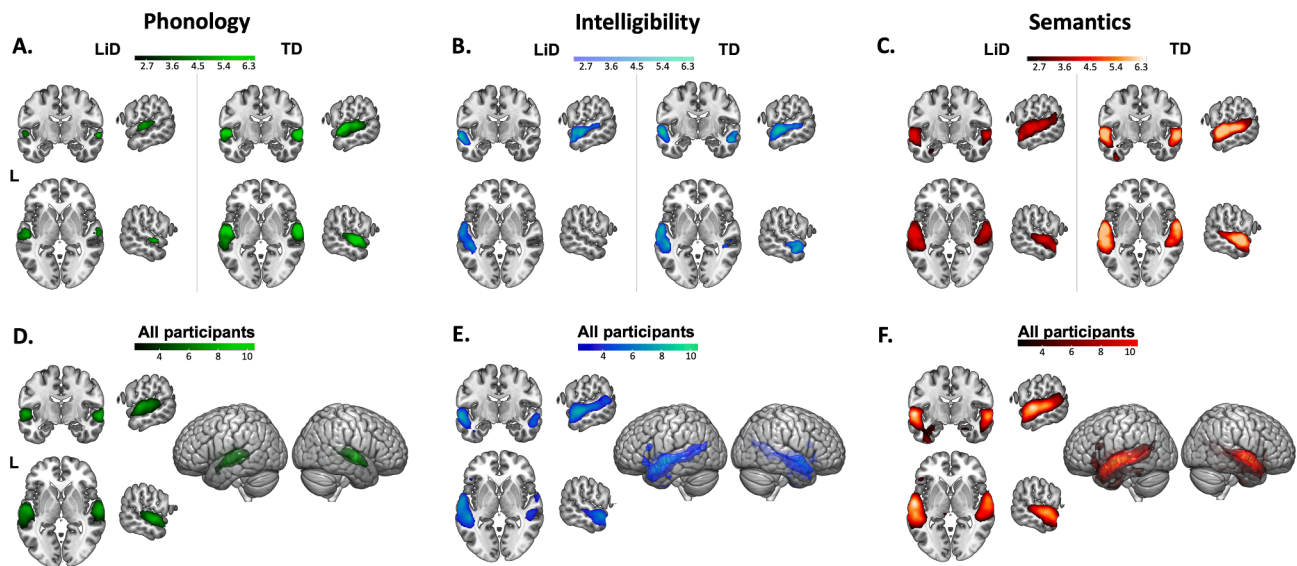 Phonology
A. LiD TD
2.7 3.6 4.5 5.4 6.3
L
Intelligibility
B. LiD TD
2.7 3.6 4.5 5.4 6.3
Semantics
C. LiD TD
2.7 3.6 4.5 5.4 6.3
D. All participants
4 6 8 10
L
E. All participants
4 6 8 10
F. All participants
4 6 8 10